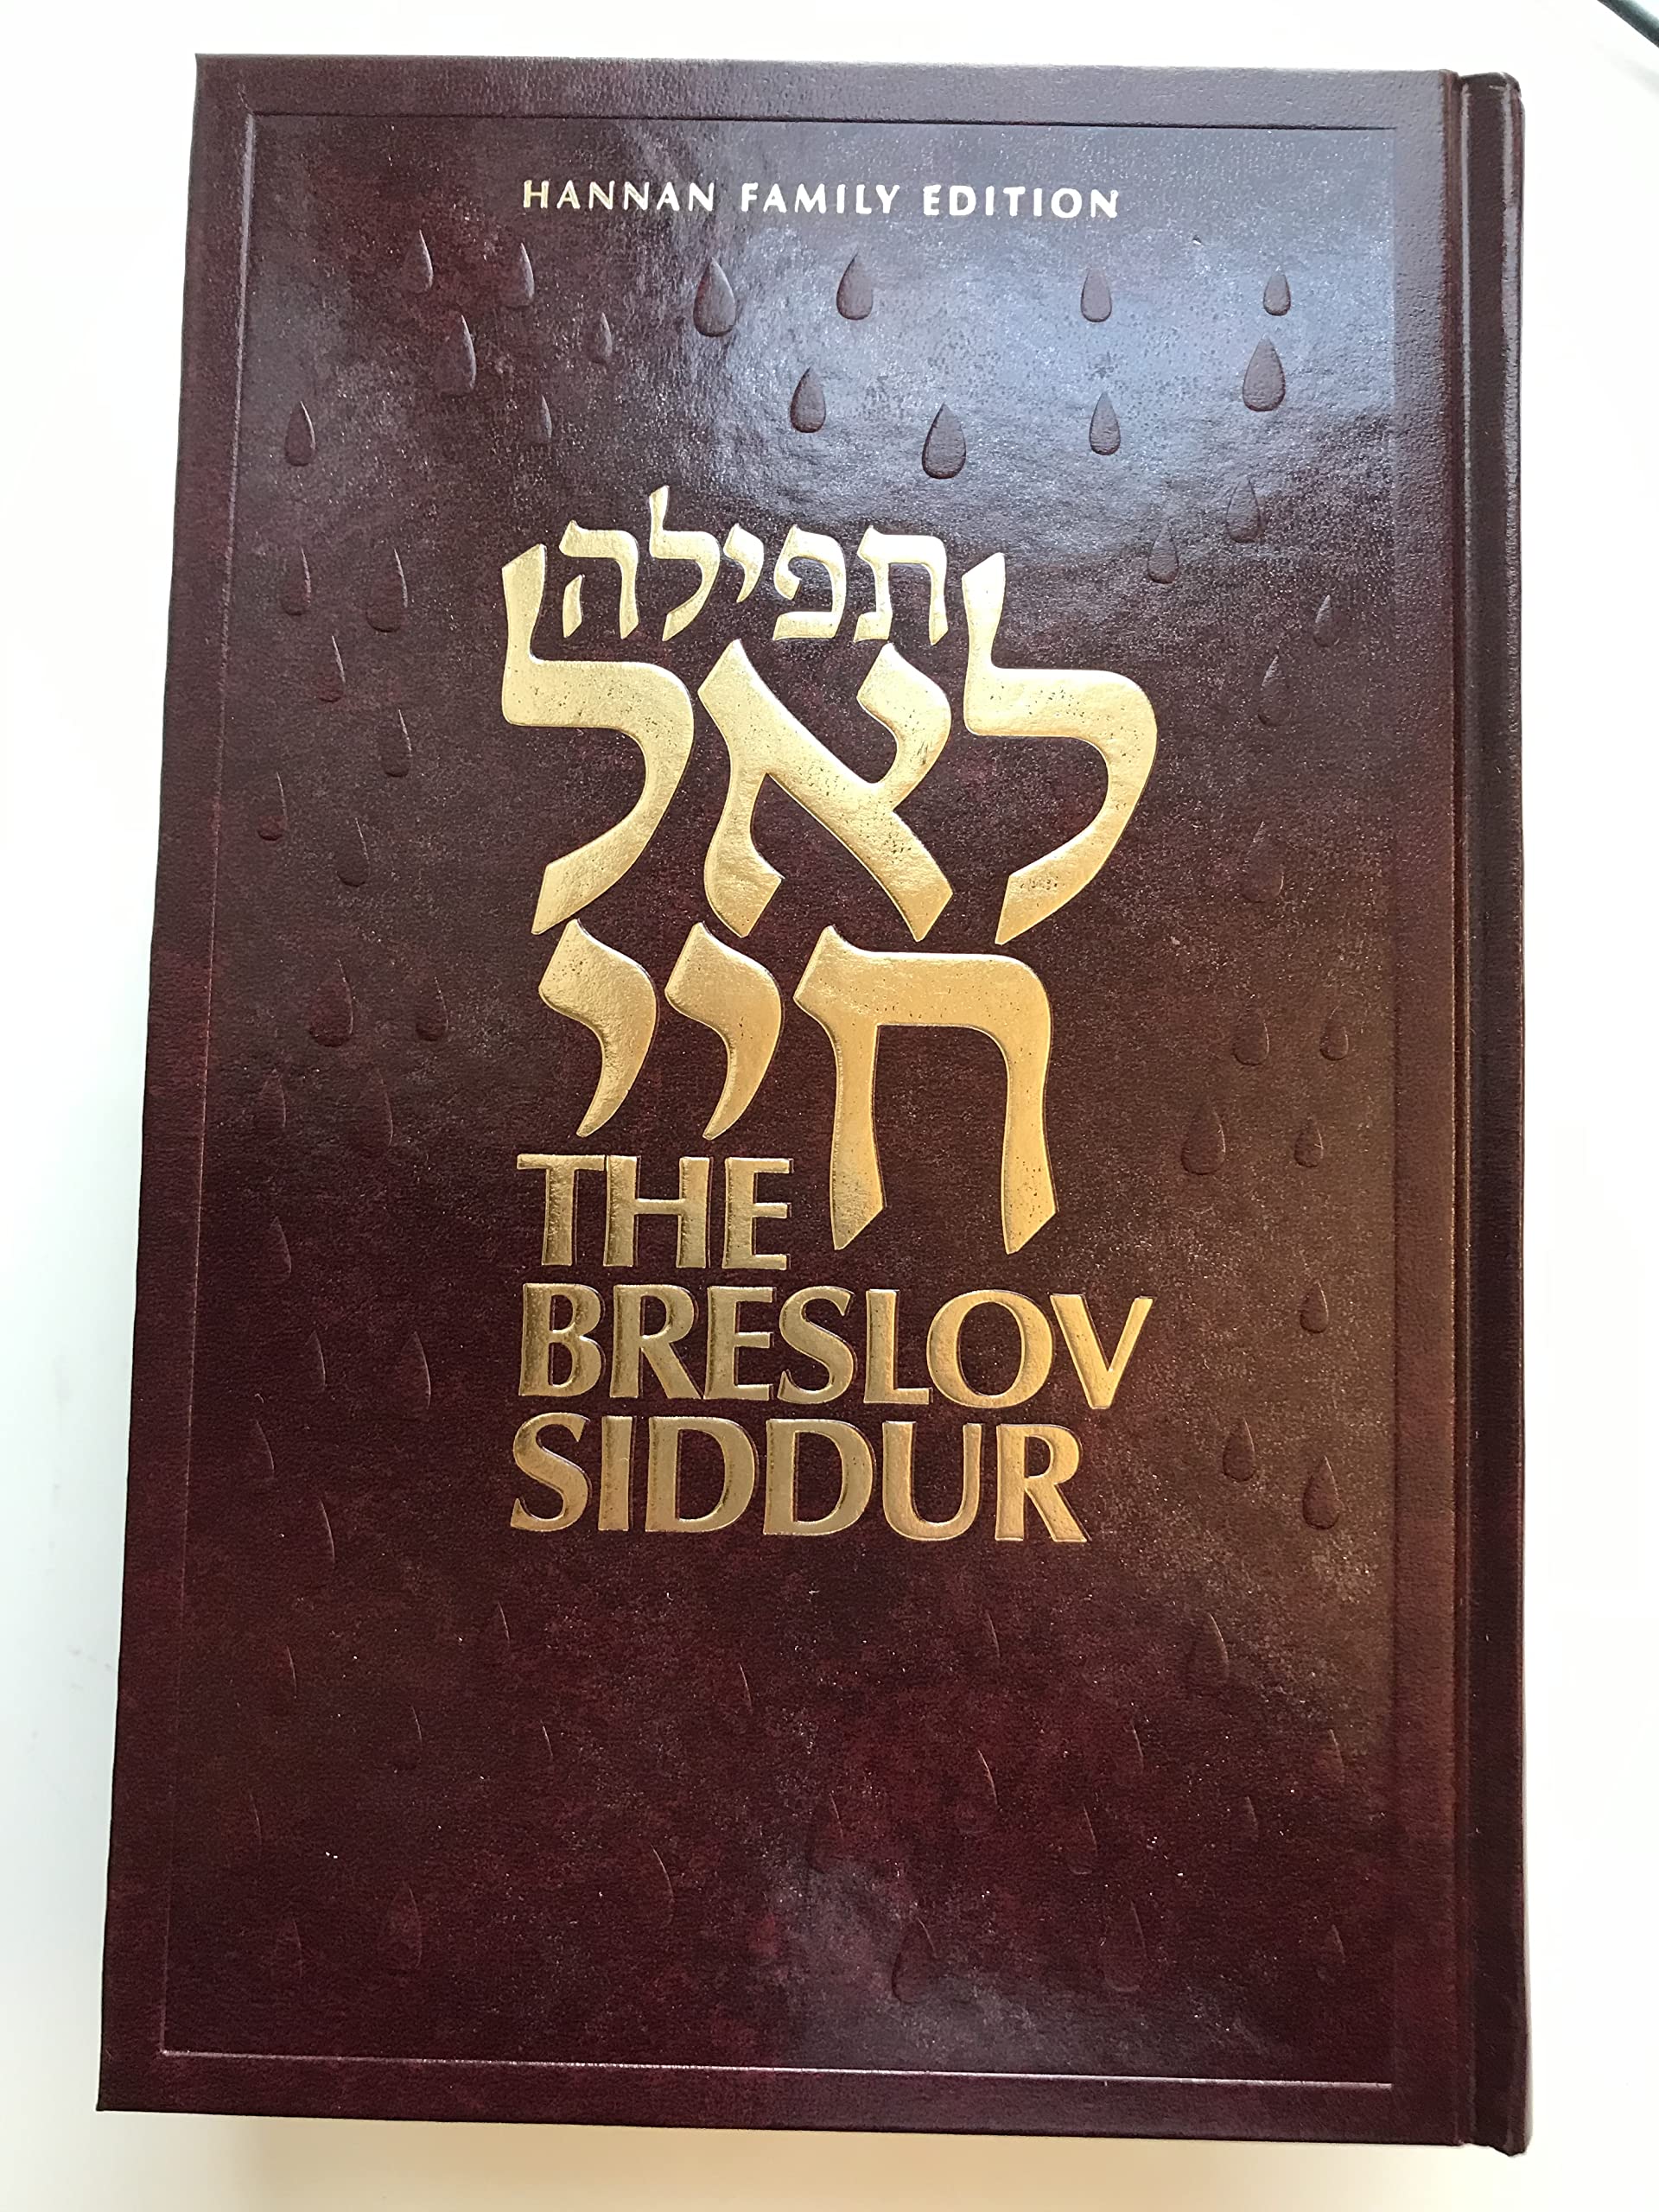 HANNAN FAMILY EDITION
תפילה
לאל
חיי
THE
BRESLOV
SIDDUR